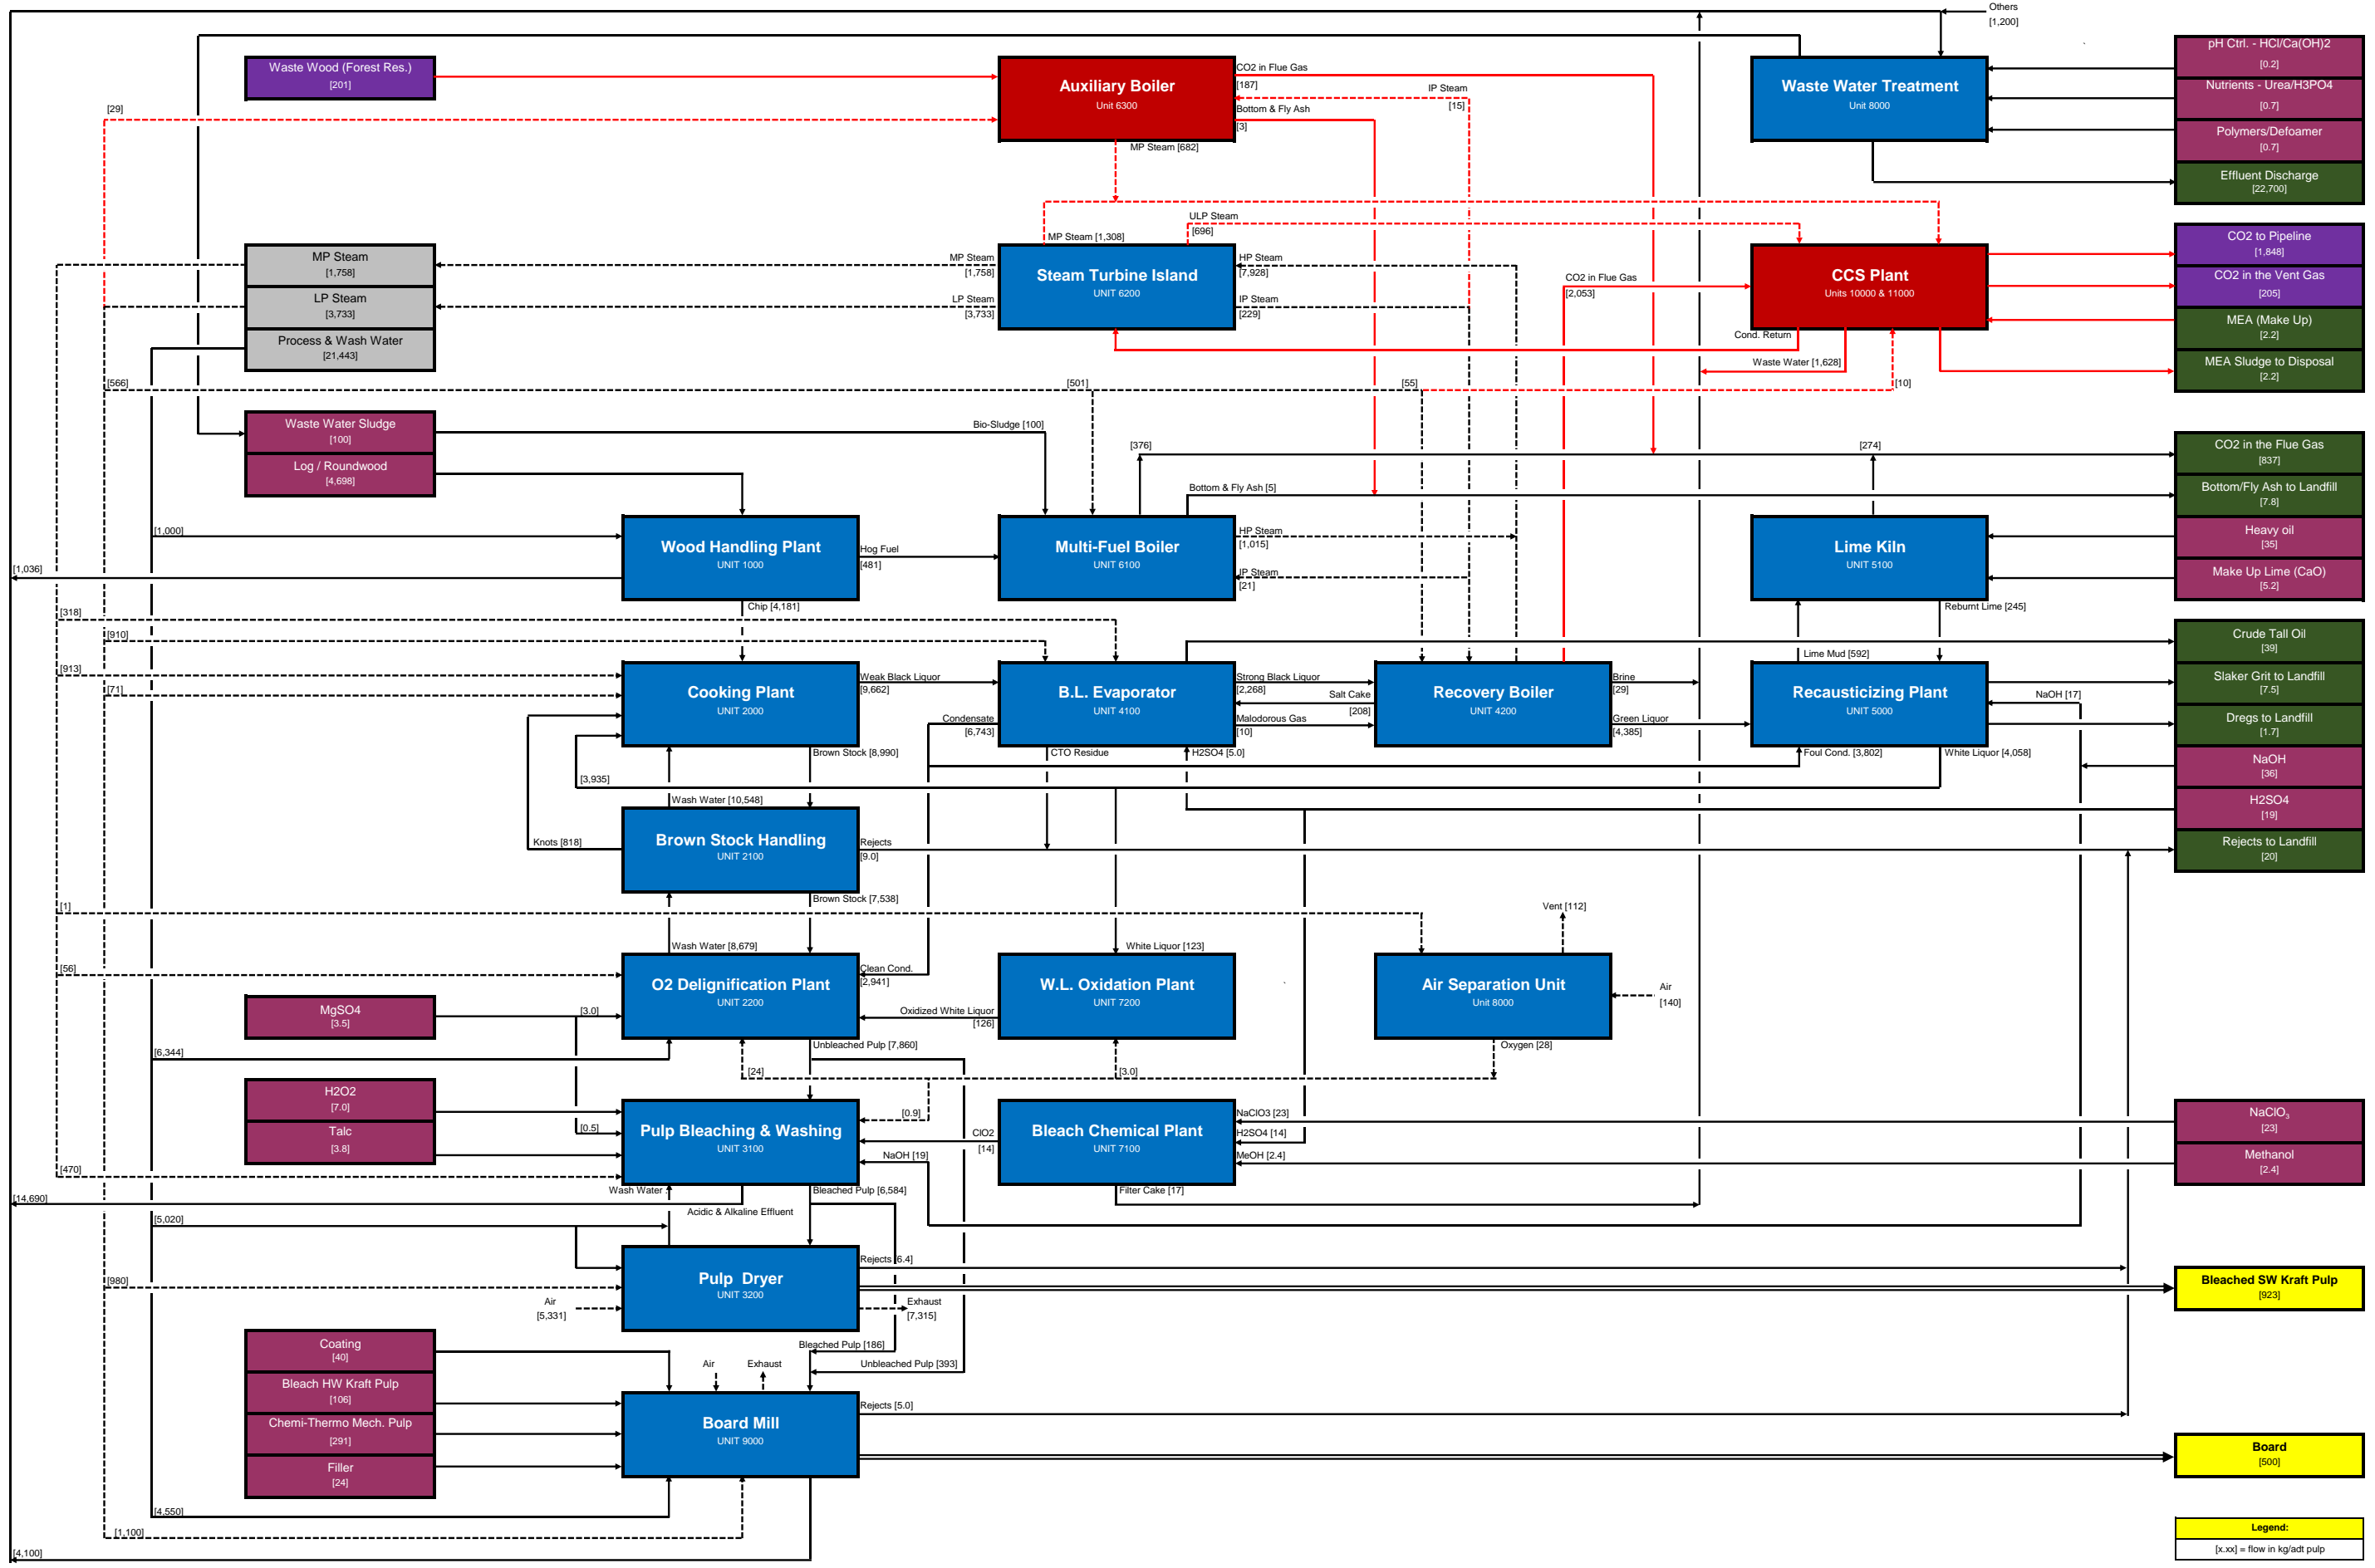 Others
[1,200]
Waste Wood (Forest Res.)
[201]
Auxiliary Boiler
Unit 6300
CO2 in Flue Gas
[187]
IP Steam
[15]
Bottom & Fly Ash
[3]
MP Steam [682]
[29]
Waste Water Treatment
Unit 8000
pH Ctrl. - HCl/Ca(OH)2
[0.2]
Nutrients - Urea/H3PO4
[0.7]
Polymers/Defoamer
[0.7]
Effluent Discharge
[22,700]
MP Steam
[1,758]
LP Steam
[3,733]
Process & Wash Water
[21,443]
MP Steam
[1,758]
LP Steam
[3,733]
MP Steam [1,308]
ULP Steam
[696]
Steam Turbine Island
UNIT 6200
HP Steam
[7,928]
IP Steam
[229]
CO2 in Flue Gas
[2,053]
CCS Plant
Units 10000 & 11000
Cond. Return
Waste Water [1,628]
CO2 to Pipeline
[1,848]
CO2 in the Vent Gas
[205]
MEA (Make Up)
[2.2]
MEA Sludge to Disposal
[2.2]
[566]
[501]
[55]
[10]
Waste Water Sludge
[100]
Log / Roundwood
[4,698]
Bio-Sludge [100]
[376]
[274]
Bottom & Fly Ash [5]
CO2 in the Flue Gas
[837]
Bottom/Fly Ash to Landfill
[7.8]
Heavy oil
[35]
Make Up Lime (CaO)
[5.2]
[1,000]
[1,036]
Wood Handling Plant
UNIT 1000
Hog Fuel
[481]
Chip [4,181]
Multi-Fuel Boiler
UNIT 6100
HP Steam
[1,015]
IP Steam
[21]
Lime Kiln
UNIT 5100
Reburnt Lime [245]
Lime Mud [592]
[318]
[910]
[913]
[71]
Cooking Plant
UNIT 2000
Weak Black Liquor
[9,662]
Condensate
[6,743]
Brown Stock [8,990]
B.L. Evaporator
UNIT 4100
Strong Black Liquor
[2,268]
Salt Cake
[208]
Malodorous Gas
[10]
CTO Residue
H2SO4 [5.0]
Recovery Boiler
UNIT 4200
Brine
[29]
Green Liquor
[4,385]
Recausticizing Plant
UNIT 5000
NaOH [17]
Foul Cond. [3,802]
White Liquor [4,058]
Crude Tall Oil
[39]
Slaker Grit to Landfill
[7.5]
Dregs to Landfill
[1.7]
NaOH
[36]
H2SO4
[19]
Rejects to Landfill
[20]
[3,935]
Wash Water [10,548]
Knots [818]
Brown Stock Handling
UNIT 2100
Rejects
[9.0]
Brown Stock [7,538]
[1]
Vent [112]
Wash Water [8,679]
White Liquor [123]
[56]
O2 Delignification Plant
UNIT 2200
Clean Cond.
[2,941]
Oxidized White Liquor
[126]
W.L. Oxidation Plant
UNIT 7200
Air Separation Unit
Unit 8000
Air
[140]
Oxygen [28]
MgSO4
[3.5]
[3.0]
[6,344]
Unbleached Pulp [7,860]
[24]
[3.0]
H2O2
[7.0]
Talc
[3.8]
[0.5]
[0.9]
Pulp Bleaching & Washing
UNIT 3100
ClO2
[14]
NaOH [19]
Bleach Chemical Plant
UNIT 7100
NaClO3 [23]
H2SO4 [14]
MeOH [2.4]
Filter Cake [17]
NaClO3
[23]
Methanol
[2.4]
[470]
[14,690]
Wash Water
Bleached Pulp [6,584]
Acidic & Alkaline Effluent
[5,020]
[980]
Pulp Dryer
UNIT 3200
Rejects [6.4]
Air
[5,331]
Exhaust
[7,315]
Bleached SW Kraft Pulp
[923]
Coating
[40]
Bleach HW Kraft Pulp
[106]
Chemi-Thermo Mech. Pulp
[291]
Filler
[24]
Air
Exhaust
Bleached Pulp [186]
Unbleached Pulp [393]
Board Mill
UNIT 9000
Rejects [5.0]
Board
[500]
[4,550]
[1,100]
[4,100]
Legend:
[x.xx] = flow in kg/adt pulp